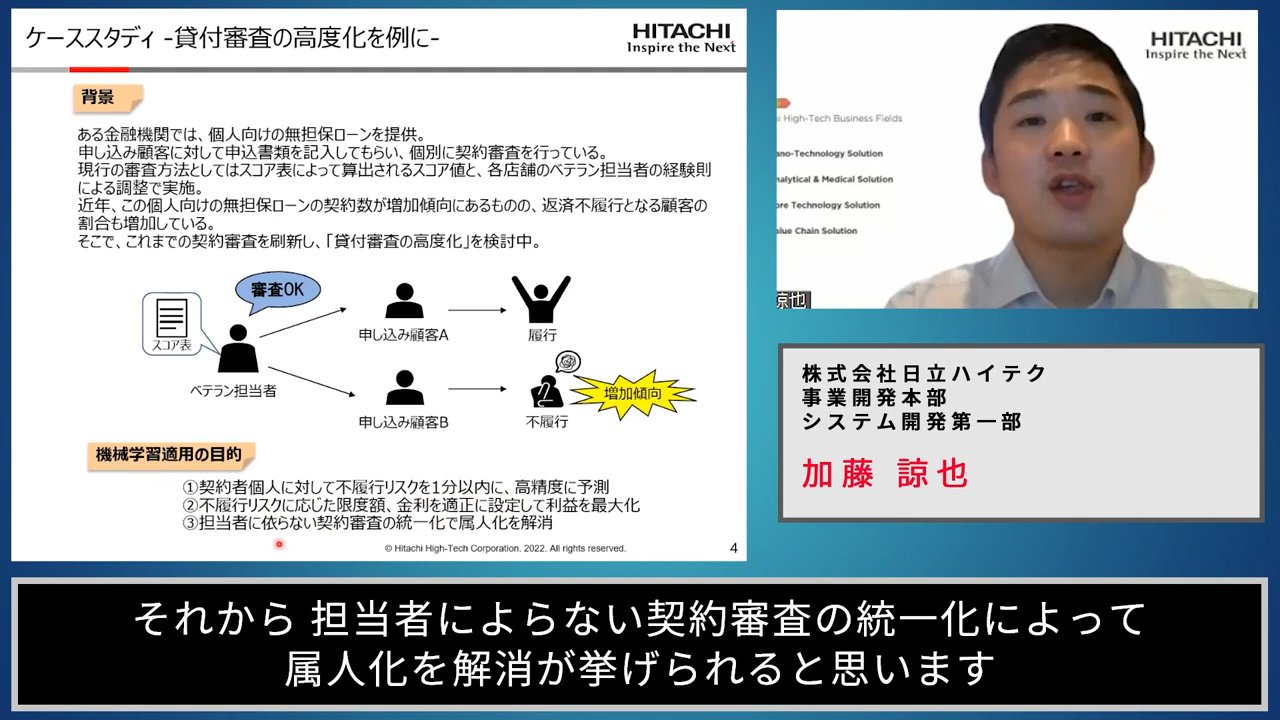 ケーススタディ -貸付審査の高度化を例に-
HITACHI
Inspire the Next
背景
ある金融機関では、個人向けの無担保ローンを提供。
申し込み顧客に対して申込書類を記入してもらい、個別に契約審査を行っている。
現行の審査方法としてはスコア表によって算出されるスコア値と、各店舗のベテラン担当者の経験則
による調整で実施。
近年、この個人向けの無担保ローンの契約数が増加傾向にあるものの、返済不履行となる顧客の
割合も増加している。
そこで、これまでの契約審査を刷新し、「貸付審査の高度化」を検討中。
審査OK
スコア表
ベテラン担当者
申し込み顧客A
履行
申し込み顧客B
不履行
増加傾向
機械学習適用の目的
①契約者個人に対して不履行リスクを1分以内に、高精度に予測
②不履行リスクに応じた限度額、金利を適正に設定して利益を最大化
③担当者に依らない契約審査の統一化で属人化を解消
© Hitachi High-Tech Corporation. 2022. All rights reserved.
4
HITACHI
Inspire the Next
hi High-Tech Business Fields
ano-Technology Solution
nalytical & Medical Solution
ore Technology Solution
alue Chain Solution
諒也
株式会社日立ハイテク
事業開発本部
システム開発第一部
加藤 諒也
それから 担当者によらない契約審査の統一化によって
属人化を解消が挙げられると思います